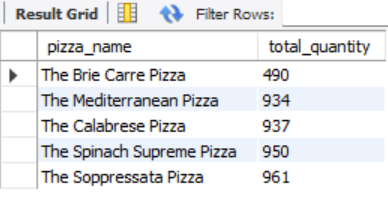 Result Grid Filter Rows:
pizza_name total_quantity
The Brie Carre Pizza 490
The Mediterranean Pizza 934
The Calabrese Pizza 937
The Spinach Supreme Pizza 950
The Soppressata Pizza 961